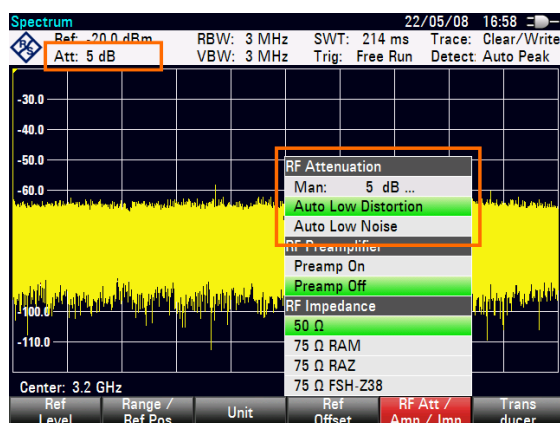 Spectrum 22/05/08 16:58
Ref: -20.0 dBm RBW: 3 MHz SWT: 214 ms Trace: Clear/Write
Att: 5 dB VBW: 3 MHz Trig: Free Run Detect: Auto Peak
-30.0
-40.0
-50.0
-60.0
-100.0
-110.0
RF Attenuation
Man: 5 dB ...
Auto Low Distortion
Auto Low Noise
RF Preamplifier
Preamp On
Preamp Off
RF Impedance
50 Ω
75 Ω RAM
75 Ω RAZ
75 Ω FSH-Z38
Center: 3.2 GHz
Ref Level
Range / Ref Pos
Unit
Ref Offset
RF Att / Amp / Imp
Trans ducer